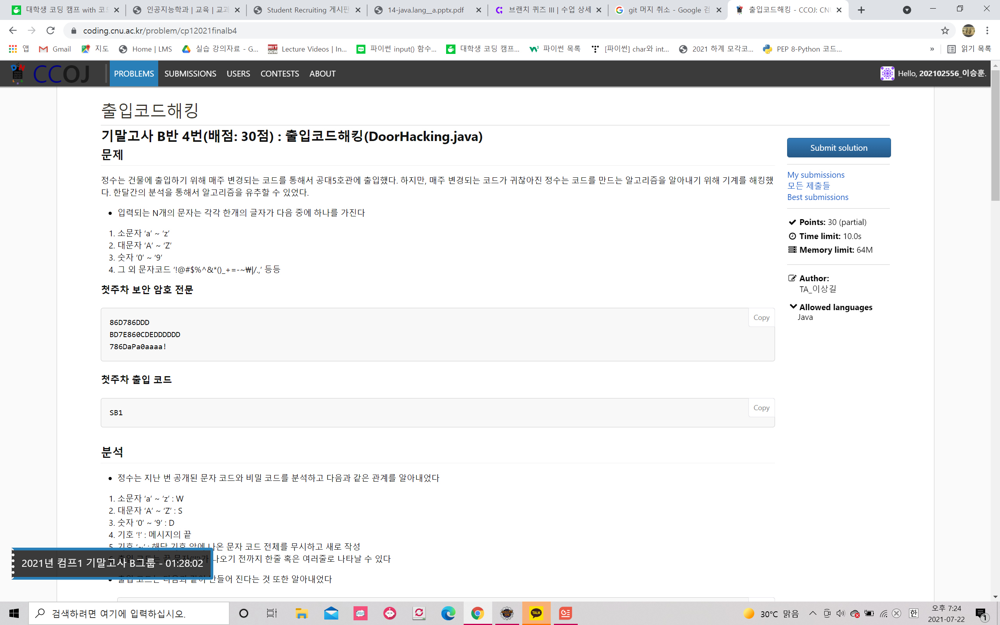 대학생 코딩 캠프 with 코드
인공지능학과 | 교육 | 교과
Student Recruiting 게시판
14-java.lang__a.pptx.pdf
브랜치 퀴즈 III | 수업 상세
git 머지 취소 - Google 검
출입코드해킹 - CCOJ: CNU
coding.cnu.ac.kr/problem/cp12021finalb4
앱
Gmail
지도
Home | LMS
실습 강의자료 - G...
MIT OCW Lecture Videos | In...
파이썬 input() 함수...
대학생 코딩 캠프...
파이썬 목록
[파이썬] char와 int...
2021 하계 모각코...
PEP 8-Python 코드...
»
읽기 목록
CCOJ
PROBLEMS SUBMISSIONS USERS CONTESTS ABOUT
Hello, 202102556_이승훈.
출입코드해킹
기말고사 B반 4번(배점: 30점) : 출입코드해킹(DoorHacking.java)
문제
정수는 건물에 출입하기 위해 매주 변경되는 코드를 통해서 공대5호관에 출입했다. 하지만, 매주 변경되는 코드가 귀찮아진 정수는 코드를 만드는 알고리즘을 알아내기 위해 기계를 해킹했
다. 한달간의 분석을 통해서 알고리즘을 유추할 수 있었다.
• 입력되는 N개의 문자는 각각 한개의 글자가 다음 중에 하나를 가진다
1. 소문자 ‘a’ ~ ‘z’
2. 대문자 ‘A’ ~ ‘Z’
3. 숫자 ‘0’ ~ ‘9’
4. 그 외 문자코드 ‘!@#$%^&*()_+=-~₩|/.,’ 등등
첫주차 보안 암호 전문
Copy
86D786DDD
BD7E860CDEDDDDDD
786DaPa0aaaa!
첫주차 출입 코드
Copy
SB1
분석
• 정수는 지난 번 공개된 문자 코드와 비밀 코드를 분석하고 다음과 같은 관계를 알아내었다
1. 소문자 ‘a’ ~ ‘z’ : W
2. 대문자 ‘A’ ~ ‘Z’ : S
3. 숫자 ‘0’ ~ ‘9’ : D
4. 기호 ‘!’ : 메시지의 끝
5. 기호 ‘~’ : 해당 기호 앞에 나온 문자 코드 전체를 무시하고 새로 작성
6. 출입 코드는 끝 문자(‘!’)가 나오기 전까지 한줄 혹은 여러줄로 나타날 수 있다
• 출입 코드는 다음과 같이 만들어 진다는 것 또한 알아내었다
Submit solution
My submissions
모든 제출들
Best submissions
Points: 30 (partial)
Time limit: 10.0s
Memory limit: 64M
Author:
TA_이상길
Allowed languages
Java
2021년 컴프1 기말고사 B그룹 - 01:28:02
검색하려면 여기에 입력하십시오.
TALK
30°C 맑음
한
오후 7:24
2021-07-22
1